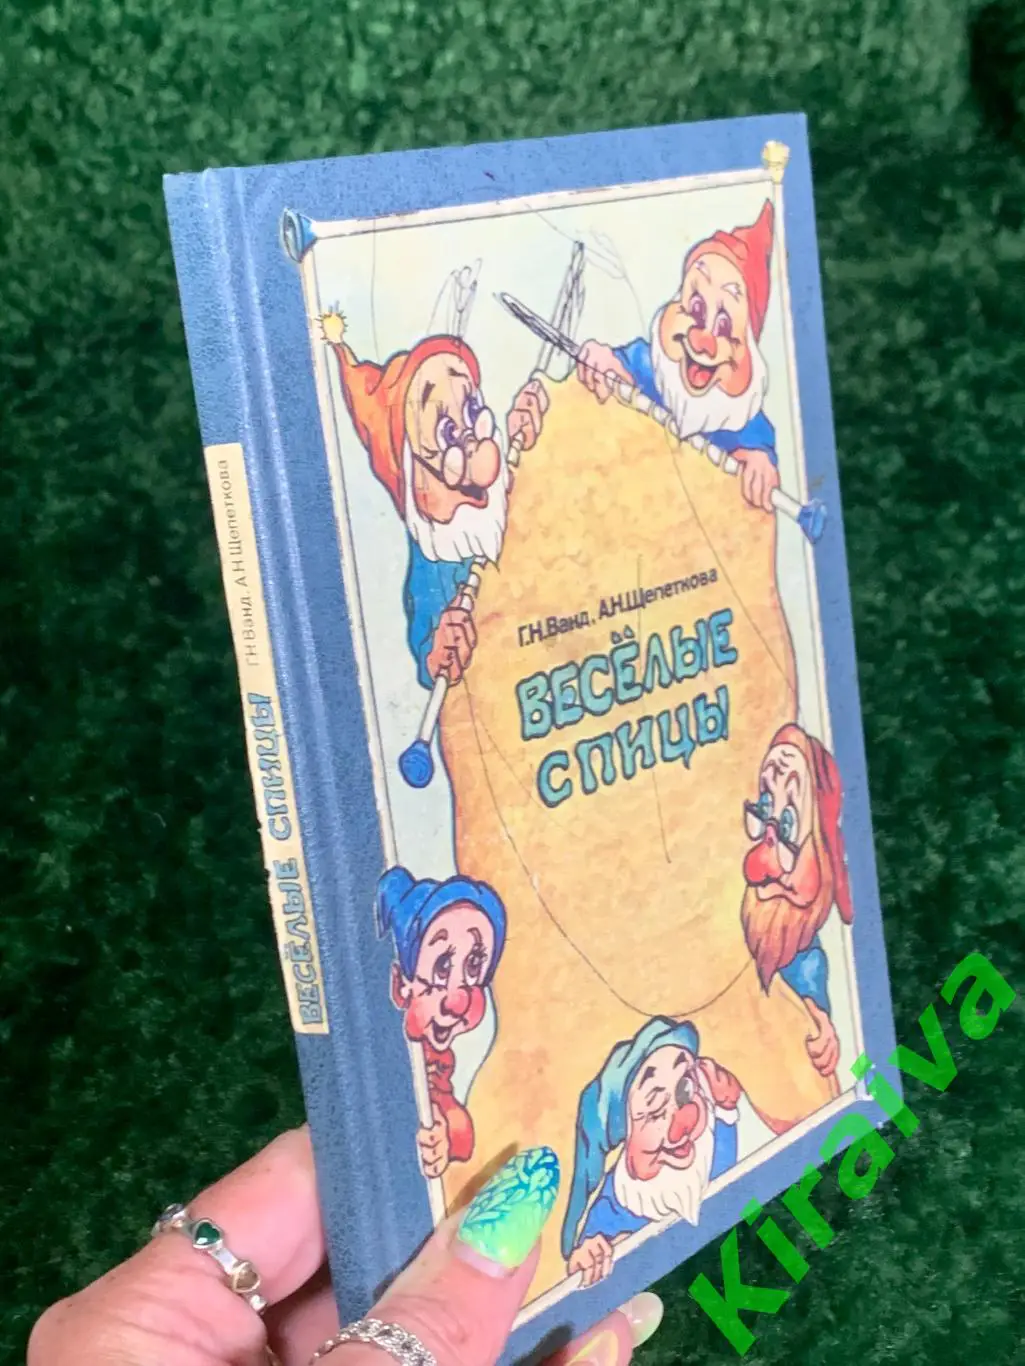 Г.Н.Ванд, А.Н.Щепеткова
ВЕСЁЛЫЕ
СПИЦЫ
ВЕСЁЛЫЕ СПИЦЫ Г.Н.Ванд. А.Н.Щепеткова
Kiraiva